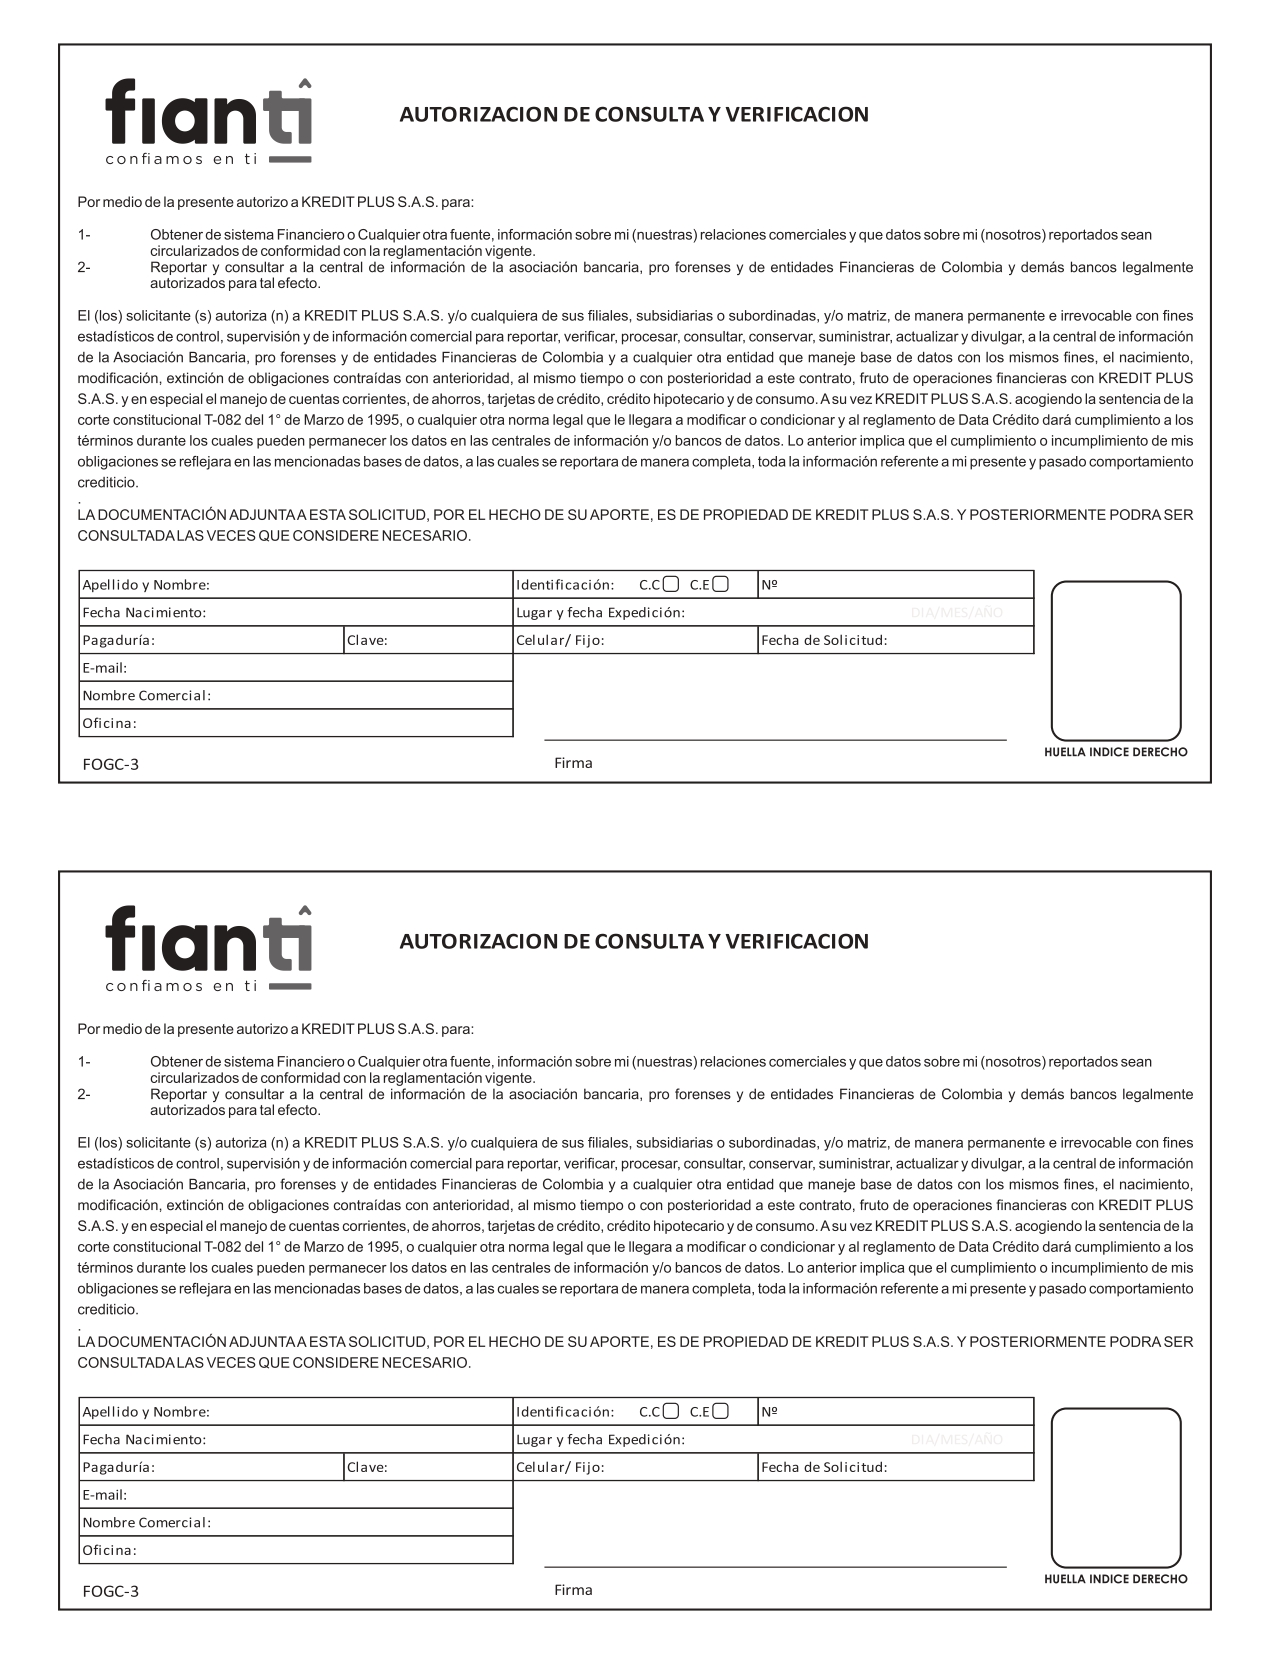 fianti
confiamos en ti
AUTORIZACION DE CONSULTA Y VERIFICACION
Por medio de la presente autorizo a KREDIT PLUS S.A.S. para:
1- Obtener de sistema Financiero o Cualquier otra fuente, información sobre mi (nuestras) relaciones comerciales y que datos sobre mi (nosotros) reportados sean
circularizados de conformidad con la reglamentación vigente.
2- Reportar y consultar a la central de información de la asociación bancaria, pro forenses y de entidades Financieras de Colombia y demás bancos legalmente
autorizados para tal efecto.
El (los) solicitante (s) autoriza (n) a KREDIT PLUS S.A.S. y/o cualquiera de sus filiales, subsidiarias o subordinadas, y/o matriz, de manera permanente e irrevocable con fines
estadísticos de control, supervisión y de información comercial para reportar, verificar, procesar, consultar, conservar, suministrar, actualizar y divulgar, a la central de información
de la Asociación Bancaria, pro forenses y de entidades Financieras de Colombia y a cualquier otra entidad que maneje base de datos con los mismos fines, el nacimiento,
modificación, extinción de obligaciones contraídas con anterioridad, al mismo tiempo o con posterioridad a este contrato, fruto de operaciones financieras con KREDIT PLUS
S.A.S. y en especial el manejo de cuentas corrientes, de ahorros, tarjetas de crédito, crédito hipotecario y de consumo. A su vez KREDIT PLUS S.A.S. acogiendo la sentencia de la
corte constitucional T-082 del 1° de Marzo de 1995, o cualquier otra norma legal que le llegara a modificar o condicionar y al reglamento de Data Crédito dará cumplimiento a los
términos durante los cuales pueden permanecer los datos en las centrales de información y/o bancos de datos. Lo anterior implica que el cumplimiento o incumplimiento de mis
obligaciones se reflejara en las mencionadas bases de datos, a las cuales se reportara de manera completa, toda la información referente a mi presente y pasado comportamiento
crediticio.
.
LA DOCUMENTACIÓN ADJUNTA A ESTA SOLICITUD, POR EL HECHO DE SU APORTE, ES DE PROPIEDAD DE KREDIT PLUS S.A.S. Y POSTERIORMENTE PODRA SER
CONSULTADA LAS VECES QUE CONSIDERE NECESARIO.
Apellido y Nombre: Identificación: C.C C.E Nº
Fecha Nacimiento: Lugar y fecha Expedición: DIA/MES/AÑO
Pagaduría: Clave: Celular/ Fijo: Fecha de Solicitud:
E-mail:
Nombre Comercial:
Oficina:
HUELLA INDICE DERECHO
FOGC-3 Firma
fianti
confiamos en ti
AUTORIZACION DE CONSULTA Y VERIFICACION
Por medio de la presente autorizo a KREDIT PLUS S.A.S. para:
1- Obtener de sistema Financiero o Cualquier otra fuente, información sobre mi (nuestras) relaciones comerciales y que datos sobre mi (nosotros) reportados sean
circularizados de conformidad con la reglamentación vigente.
2- Reportar y consultar a la central de información de la asociación bancaria, pro forenses y de entidades Financieras de Colombia y demás bancos legalmente
autorizados para tal efecto.
El (los) solicitante (s) autoriza (n) a KREDIT PLUS S.A.S. y/o cualquiera de sus filiales, subsidiarias o subordinadas, y/o matriz, de manera permanente e irrevocable con fines
estadísticos de control, supervisión y de información comercial para reportar, verificar, procesar, consultar, conservar, suministrar, actualizar y divulgar, a la central de información
de la Asociación Bancaria, pro forenses y de entidades Financieras de Colombia y a cualquier otra entidad que maneje base de datos con los mismos fines, el nacimiento,
modificación, extinción de obligaciones contraídas con anterioridad, al mismo tiempo o con posterioridad a este contrato, fruto de operaciones financieras con KREDIT PLUS
S.A.S. y en especial el manejo de cuentas corrientes, de ahorros, tarjetas de crédito, crédito hipotecario y de consumo. A su vez KREDIT PLUS S.A.S. acogiendo la sentencia de la
corte constitucional T-082 del 1° de Marzo de 1995, o cualquier otra norma legal que le llegara a modificar o condicionar y al reglamento de Data Crédito dará cumplimiento a los
términos durante los cuales pueden permanecer los datos en las centrales de información y/o bancos de datos. Lo anterior implica que el cumplimiento o incumplimiento de mis
obligaciones se reflejara en las mencionadas bases de datos, a las cuales se reportara de manera completa, toda la información referente a mi presente y pasado comportamiento
crediticio.
.
LA DOCUMENTACIÓN ADJUNTA A ESTA SOLICITUD, POR EL HECHO DE SU APORTE, ES DE PROPIEDAD DE KREDIT PLUS S.A.S. Y POSTERIORMENTE PODRA SER
CONSULTADA LAS VECES QUE CONSIDERE NECESARIO.
Apellido y Nombre: Identificación: C.C C.E Nº
Fecha Nacimiento: Lugar y fecha Expedición: DIA/MES/AÑO
Pagaduría: Clave: Celular/ Fijo: Fecha de Solicitud:
E-mail:
Nombre Comercial:
Oficina:
HUELLA INDICE DERECHO
FOGC-3 Firma